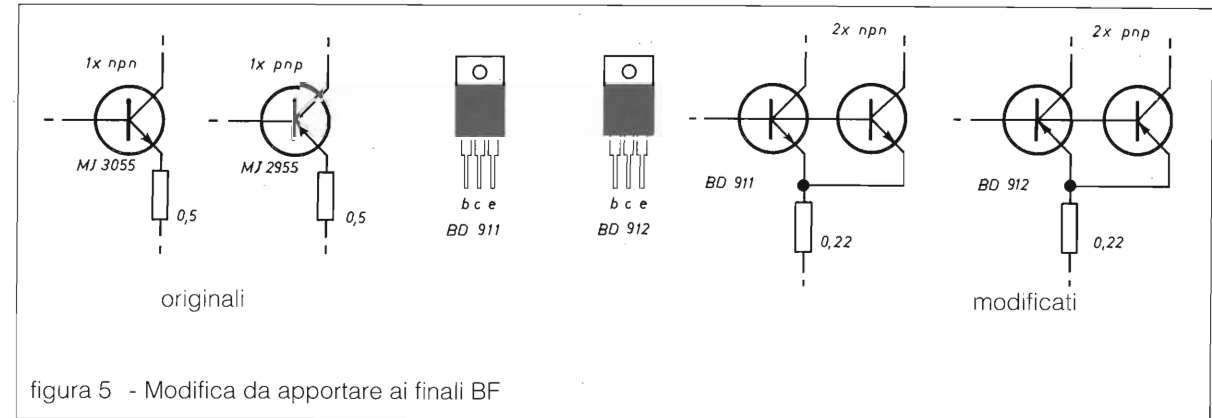 1x npn
1x pnp
2x npn
2x pnp
MJ 3055
MJ 2955
BD 911
BD 912
0,5
0,5
b c e
BD 911
b c e
BD 912
0,22
0,22
originali
modificati
figura 5 - Modifica da apportare ai finali BF